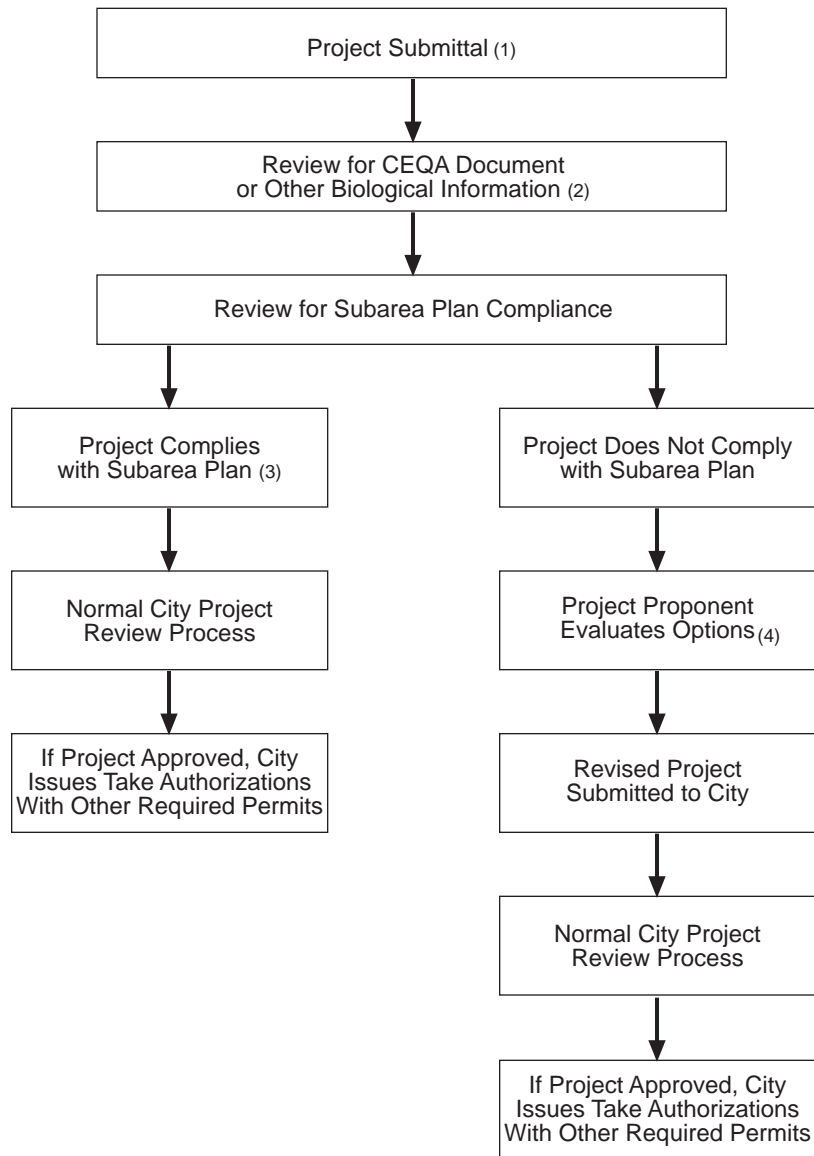 Project Submittal (1)
Review for CEQA Document
or Other Biological Information (2)
Review for Subarea Plan Compliance
Project Complies
with Subarea Plan (3)
Project Does Not Comply
with Subarea Plan
Normal City Project
Review Process
Project Proponent
Evaluates Options (4)
If Project Approved, City
Issues Take Authorizations
With Other Required Permits
Revised Project
Submitted to City
Normal City Project
Review Process
If Project Approved, City
Issues Take Authorizations
With Other Required Permits